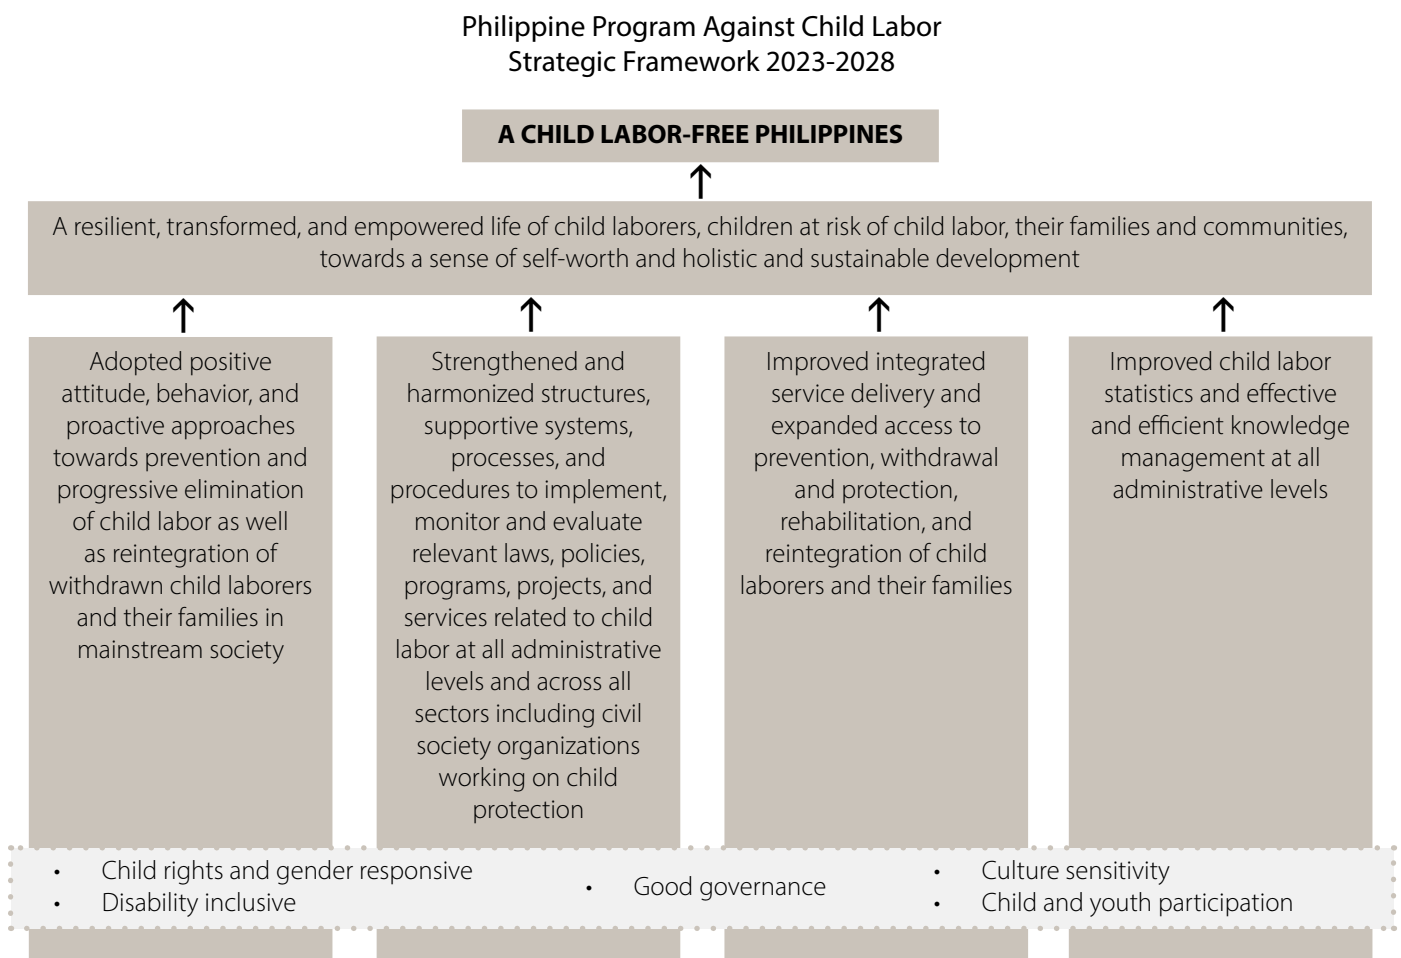 Philippine Program Against Child Labor
Strategic Framework 2023-2028
A CHILD LABOR-FREE PHILIPPINES
A resilient, transformed, and empowered life of child laborers, children at risk of child labor, their families and communities,
towards a sense of self-worth and holistic and sustainable development
Adopted positive
attitude, behavior, and
proactive approaches
towards prevention and
progressive elimination
of child labor as well
as reintegration of
withdrawn child laborers
and their families in
mainstream society
Strengthened and
harmonized structures,
supportive systems,
processes, and
procedures to implement,
monitor and evaluate
relevant laws, policies,
programs, projects, and
services related to child
labor at all administrative
levels and across all
sectors including civil
society organizations
working on child
protection
Improved integrated
service delivery and
expanded access to
prevention, withdrawal
and protection,
rehabilitation, and
reintegration of child
laborers and their families
Improved child labor
statistics and effective
and efficient knowledge
management at all
administrative levels
• Child rights and gender responsive
• Disability inclusive
• Good governance
• Culture sensitivity
• Child and youth participation